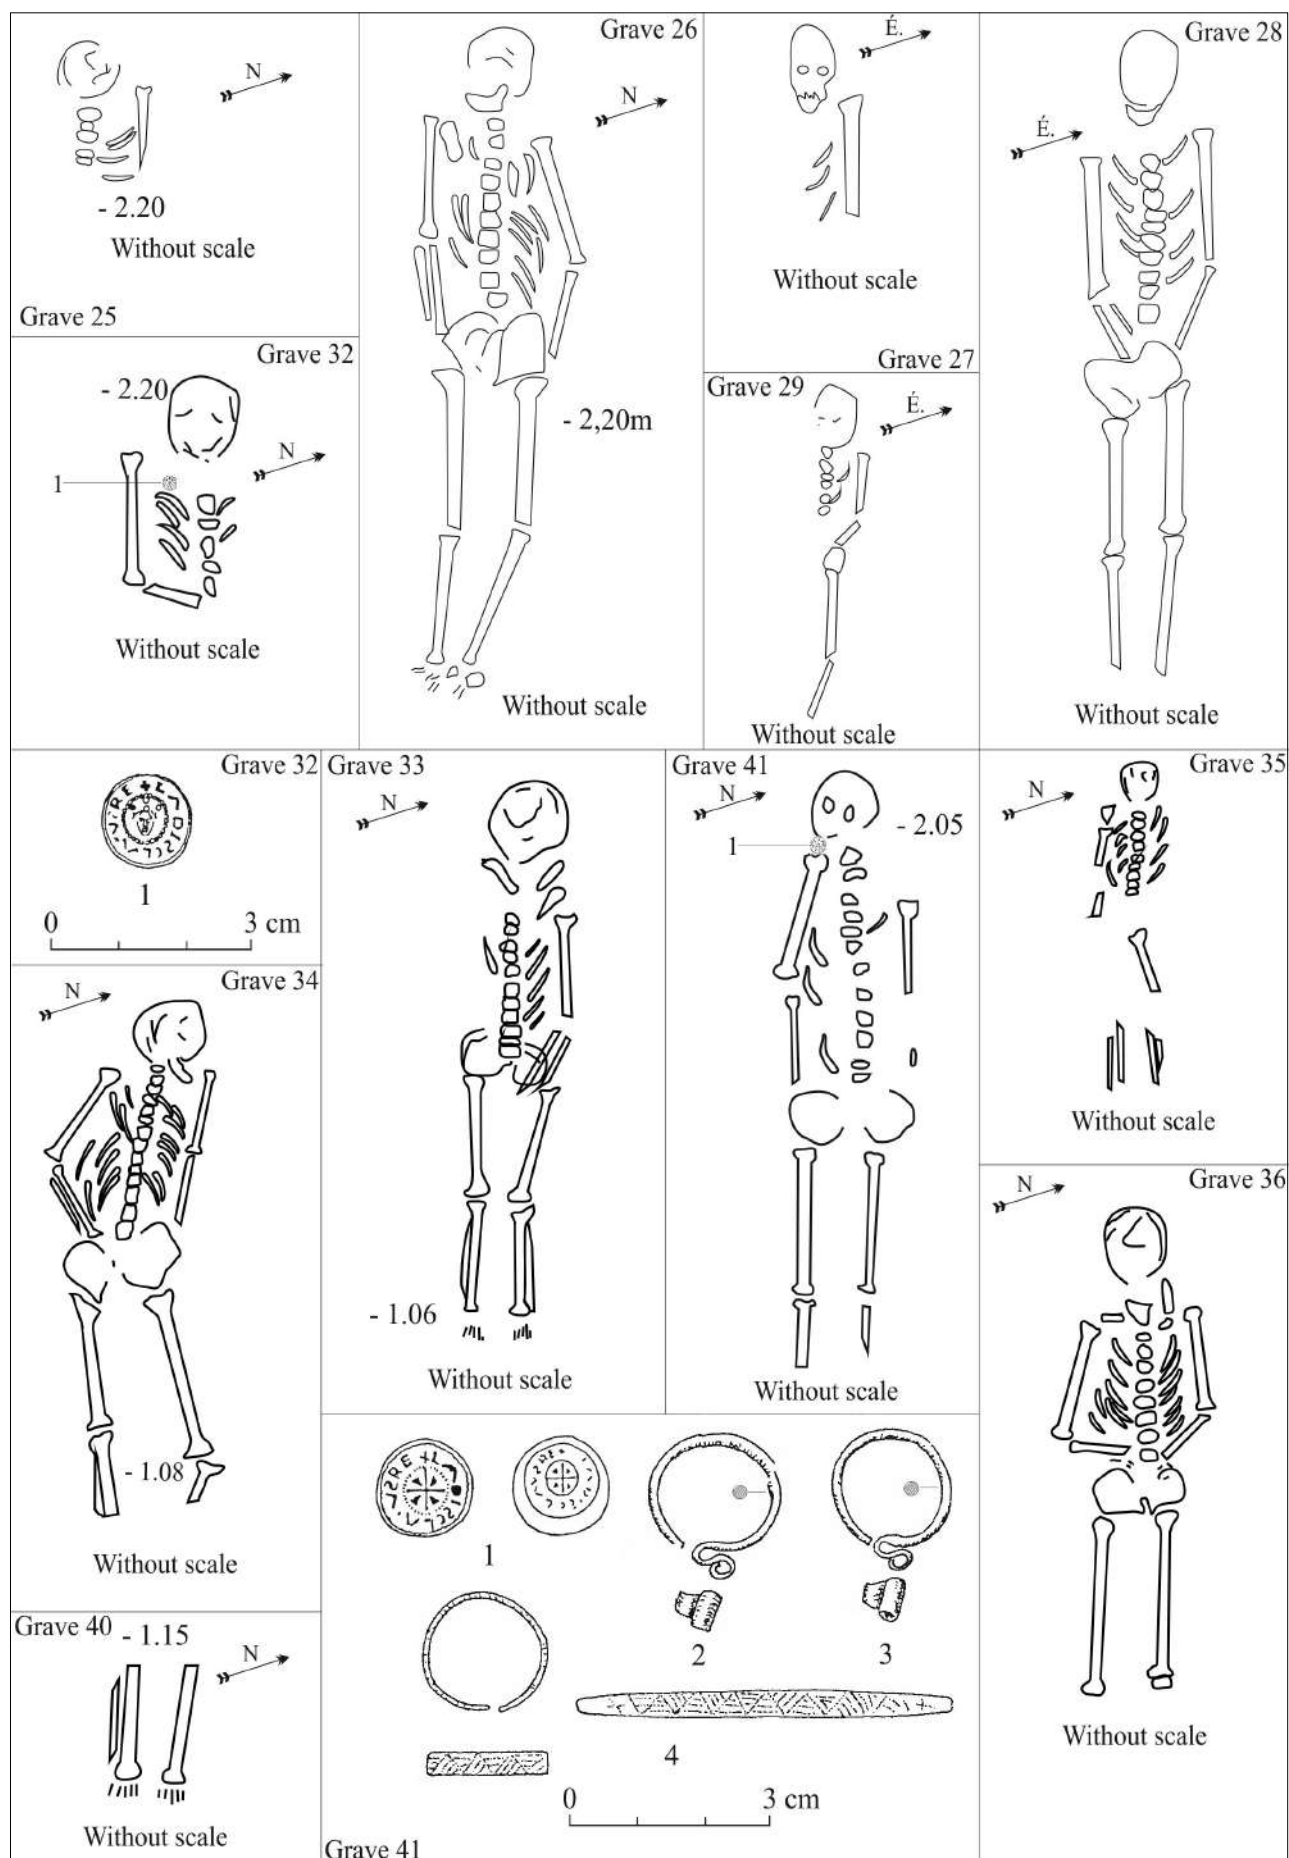 N
- 2.20
Without scale
Grave 25
Grave 26
N
- 2,20m
Without scale
É.
Without scale
Grave 27
Grave 28
É.
Without scale
Grave 32
- 2.20
N
1
Without scale
Grave 29
É.
Without scale
Grave 32
1
0 3 cm
Grave 33
N
- 1.06
Without scale
Grave 41
N
- 2.05
1
Without scale
Grave 35
N
Without scale
Grave 34
N
- 1.08
Without scale
Grave 36
N
Without scale
Grave 40
- 1.15
N
Without scale
1
2
3
4
0 3 cm
Grave 41